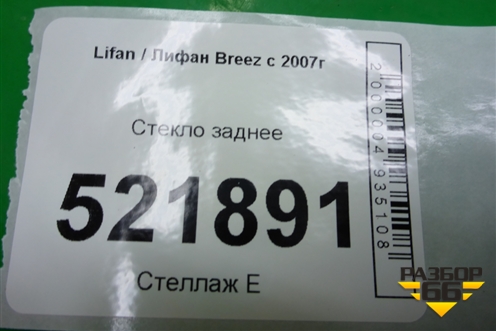 Lifan / Лифан Breez с 2007г
Стекло заднее
521891
Стеллаж Е
2000004935108
РАЗБОР
66